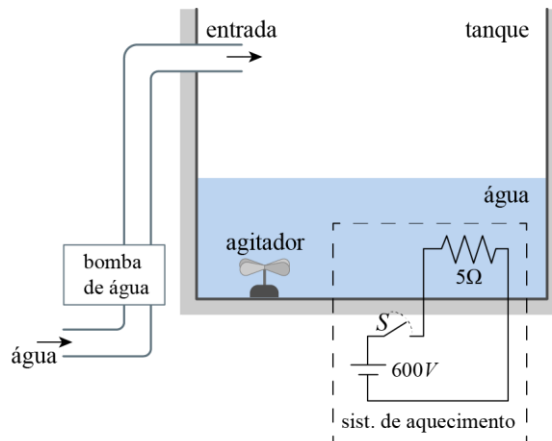 entrada
tanque
água
agitador
bomba
de água
5Ω
S
água
600V
sist. de aquecimento